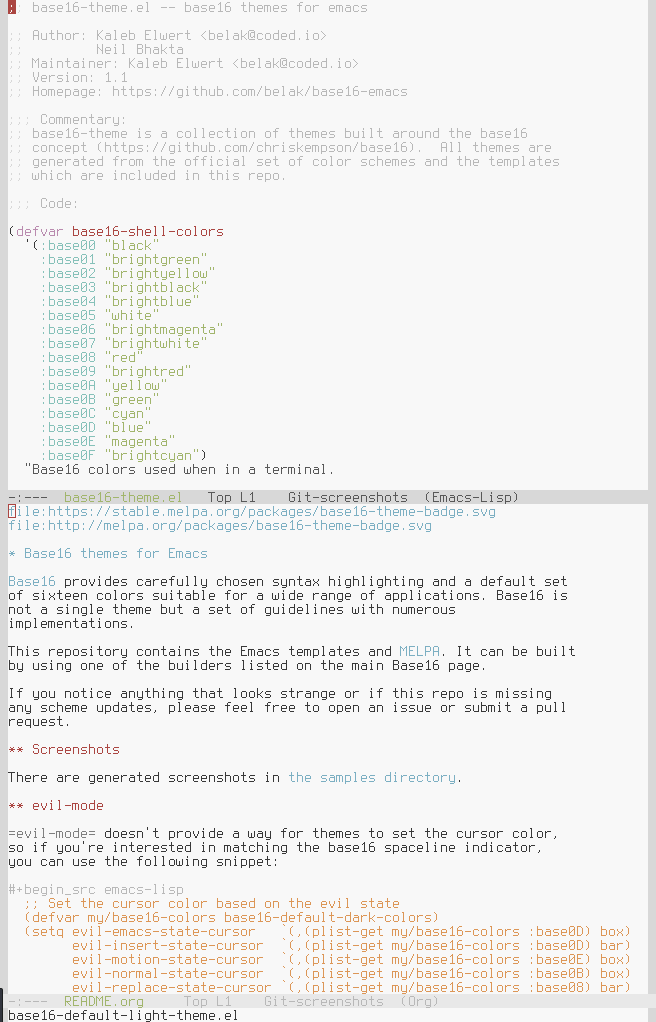 ;; base16-theme.el -- base16 themes for emacs
;; Author: Kaleb Elwert <belak@coded.io>
;;         Neil Bhakta
;; Maintainer: Kaleb Elwert <belak@coded.io>
;; Version: 1.1
;; Homepage: https://github.com/belak/base16-emacs
;;; Commentary:
;; base16-theme is a collection of themes built around the base16
;; concept (https://github.com/chriskempson/base16).  All themes are
;; generated from the official set of color schemes and the templates
;; which are included in this repo.
;;; Code:
(defvar base16-shell-colors
  '(:base00 "black"
    :base01 "brightgreen"
    :base02 "brightyellow"
    :base03 "brightblack"
    :base04 "brightblue"
    :base05 "white"
    :base06 "brightmagenta"
    :base07 "brightwhite"
    :base08 "red"
    :base09 "brightred"
    :base0A "yellow"
    :base0B "green"
    :base0C "cyan"
    :base0D "blue"
    :base0E "magenta"
    :base0F "brightcyan")
  "Base16 colors used when in a terminal.
-:---  base16-theme.el   Top L1    Git-screenshots  (Emacs-Lisp)
file:https://stable.melpa.org/packages/base16-theme-badge.svg
file:http://melpa.org/packages/base16-theme-badge.svg
* Base16 themes for Emacs
Base16 provides carefully chosen syntax highlighting and a default set
of sixteen colors suitable for a wide range of applications. Base16 is
not a single theme but a set of guidelines with numerous
implementations.
This repository contains the Emacs templates and MELPA. It can be built
by using one of the builders listed on the main Base16 page.
If you notice anything that looks strange or if this repo is missing
any scheme updates, please feel free to open an issue or submit a pull
request.
** Screenshots
There are generated screenshots in the samples directory.
** evil-mode
=evil-mode= doesn't provide a way for themes to set the cursor color,
so if you're interested in matching the base16 spaceline indicator,
you can use the following snippet:
#+begin_src emacs-lisp
  ;; Set the cursor color based on the evil state
  (defvar my/base16-colors base16-default-dark-colors)
  (setq evil-emacs-state-cursor   `(,(plist-get my/base16-colors :base0D) box)
        evil-insert-state-cursor  `(,(plist-get my/base16-colors :base0D) bar)
        evil-motion-state-cursor  `(,(plist-get my/base16-colors :base0E) box)
        evil-normal-state-cursor  `(,(plist-get my/base16-colors :base0B) box)
        evil-replace-state-cursor `(,(plist-get my/base16-colors :base08) bar)
-:---  README.org     Top L1    Git-screenshots  (Org)
base16-default-light-theme.el